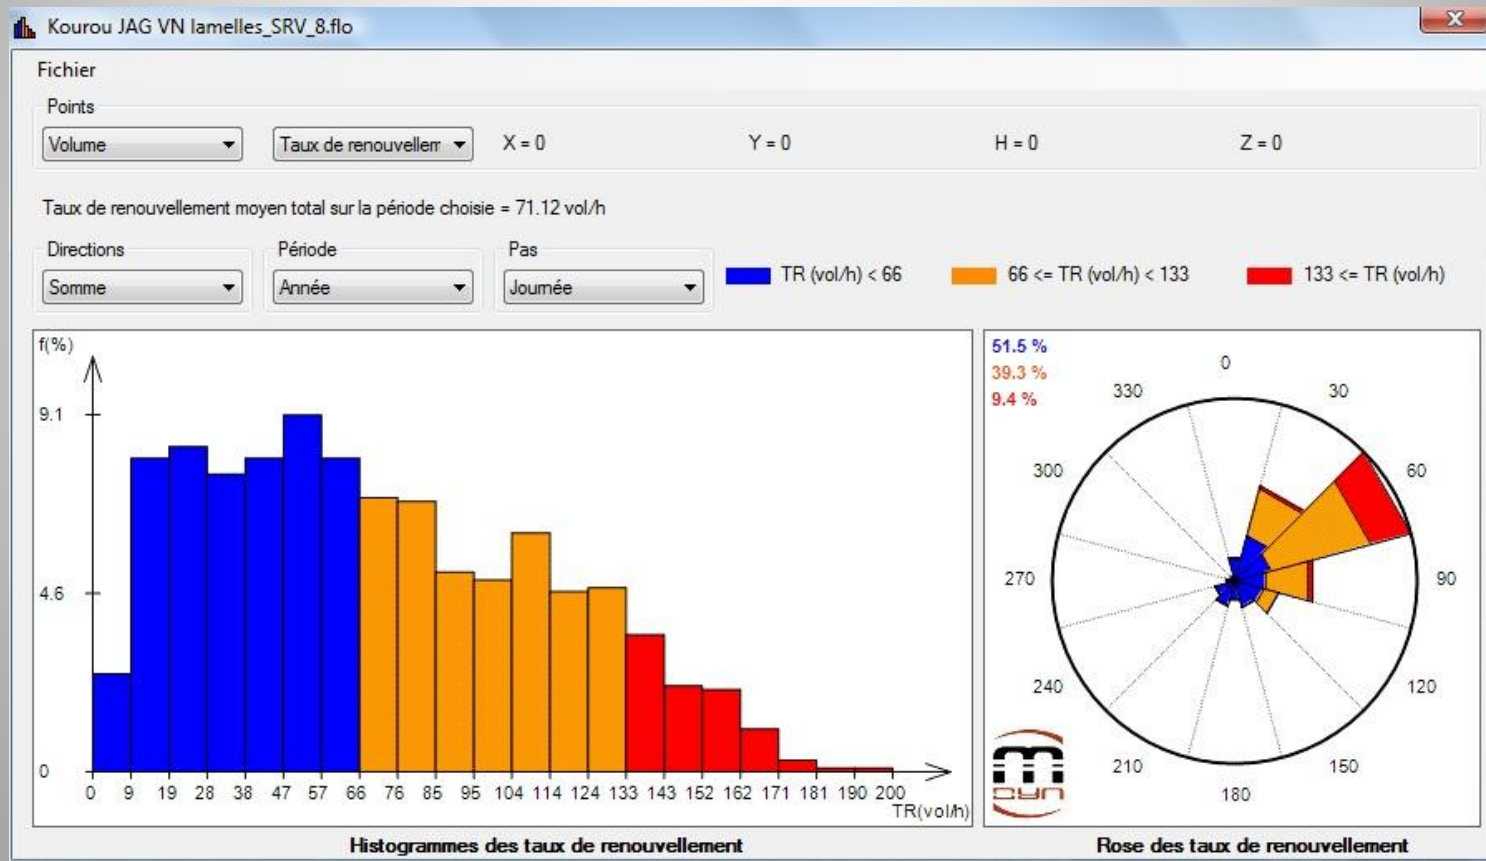 Kourou JAG VN lamelles_SRV_8.flo
X
Fichier
Points
Volume Taux de renouvellem X = 0 Y = 0 H = 0 Z = 0
Taux de renouvellement moyen total sur la période choisie = 71.12 vol/h
Directions Période Pas
Somme Année Journée TR (vol/h) < 66 66 <= TR (vol/h) < 133 133 <= TR (vol/h)
f(%)
9.1
4.6
0
0 9 19 28 38 47 57 66 76 85 95 104 114 124 133 143 152 162 171 181 190 200
TR(vol/h)
Histogrammes des taux de renouvellement
51.5 %
39.3 %
9.4 %
0
330 30
300 60
270 90
240 120
210 150
180
m
DYN
Rose des taux de renouvellement